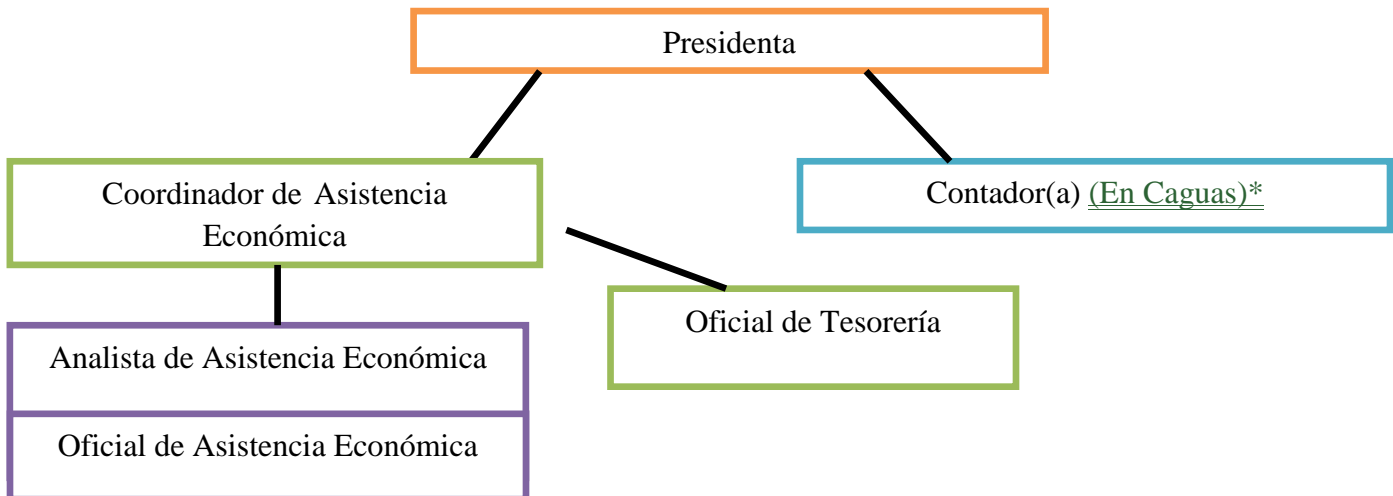 Presidenta
Coordinador de Asistencia
Económica
Contador(a) (En Caguas)*
Oficial de Tesorería
Analista de Asistencia Económica
Oficial de Asistencia Económica